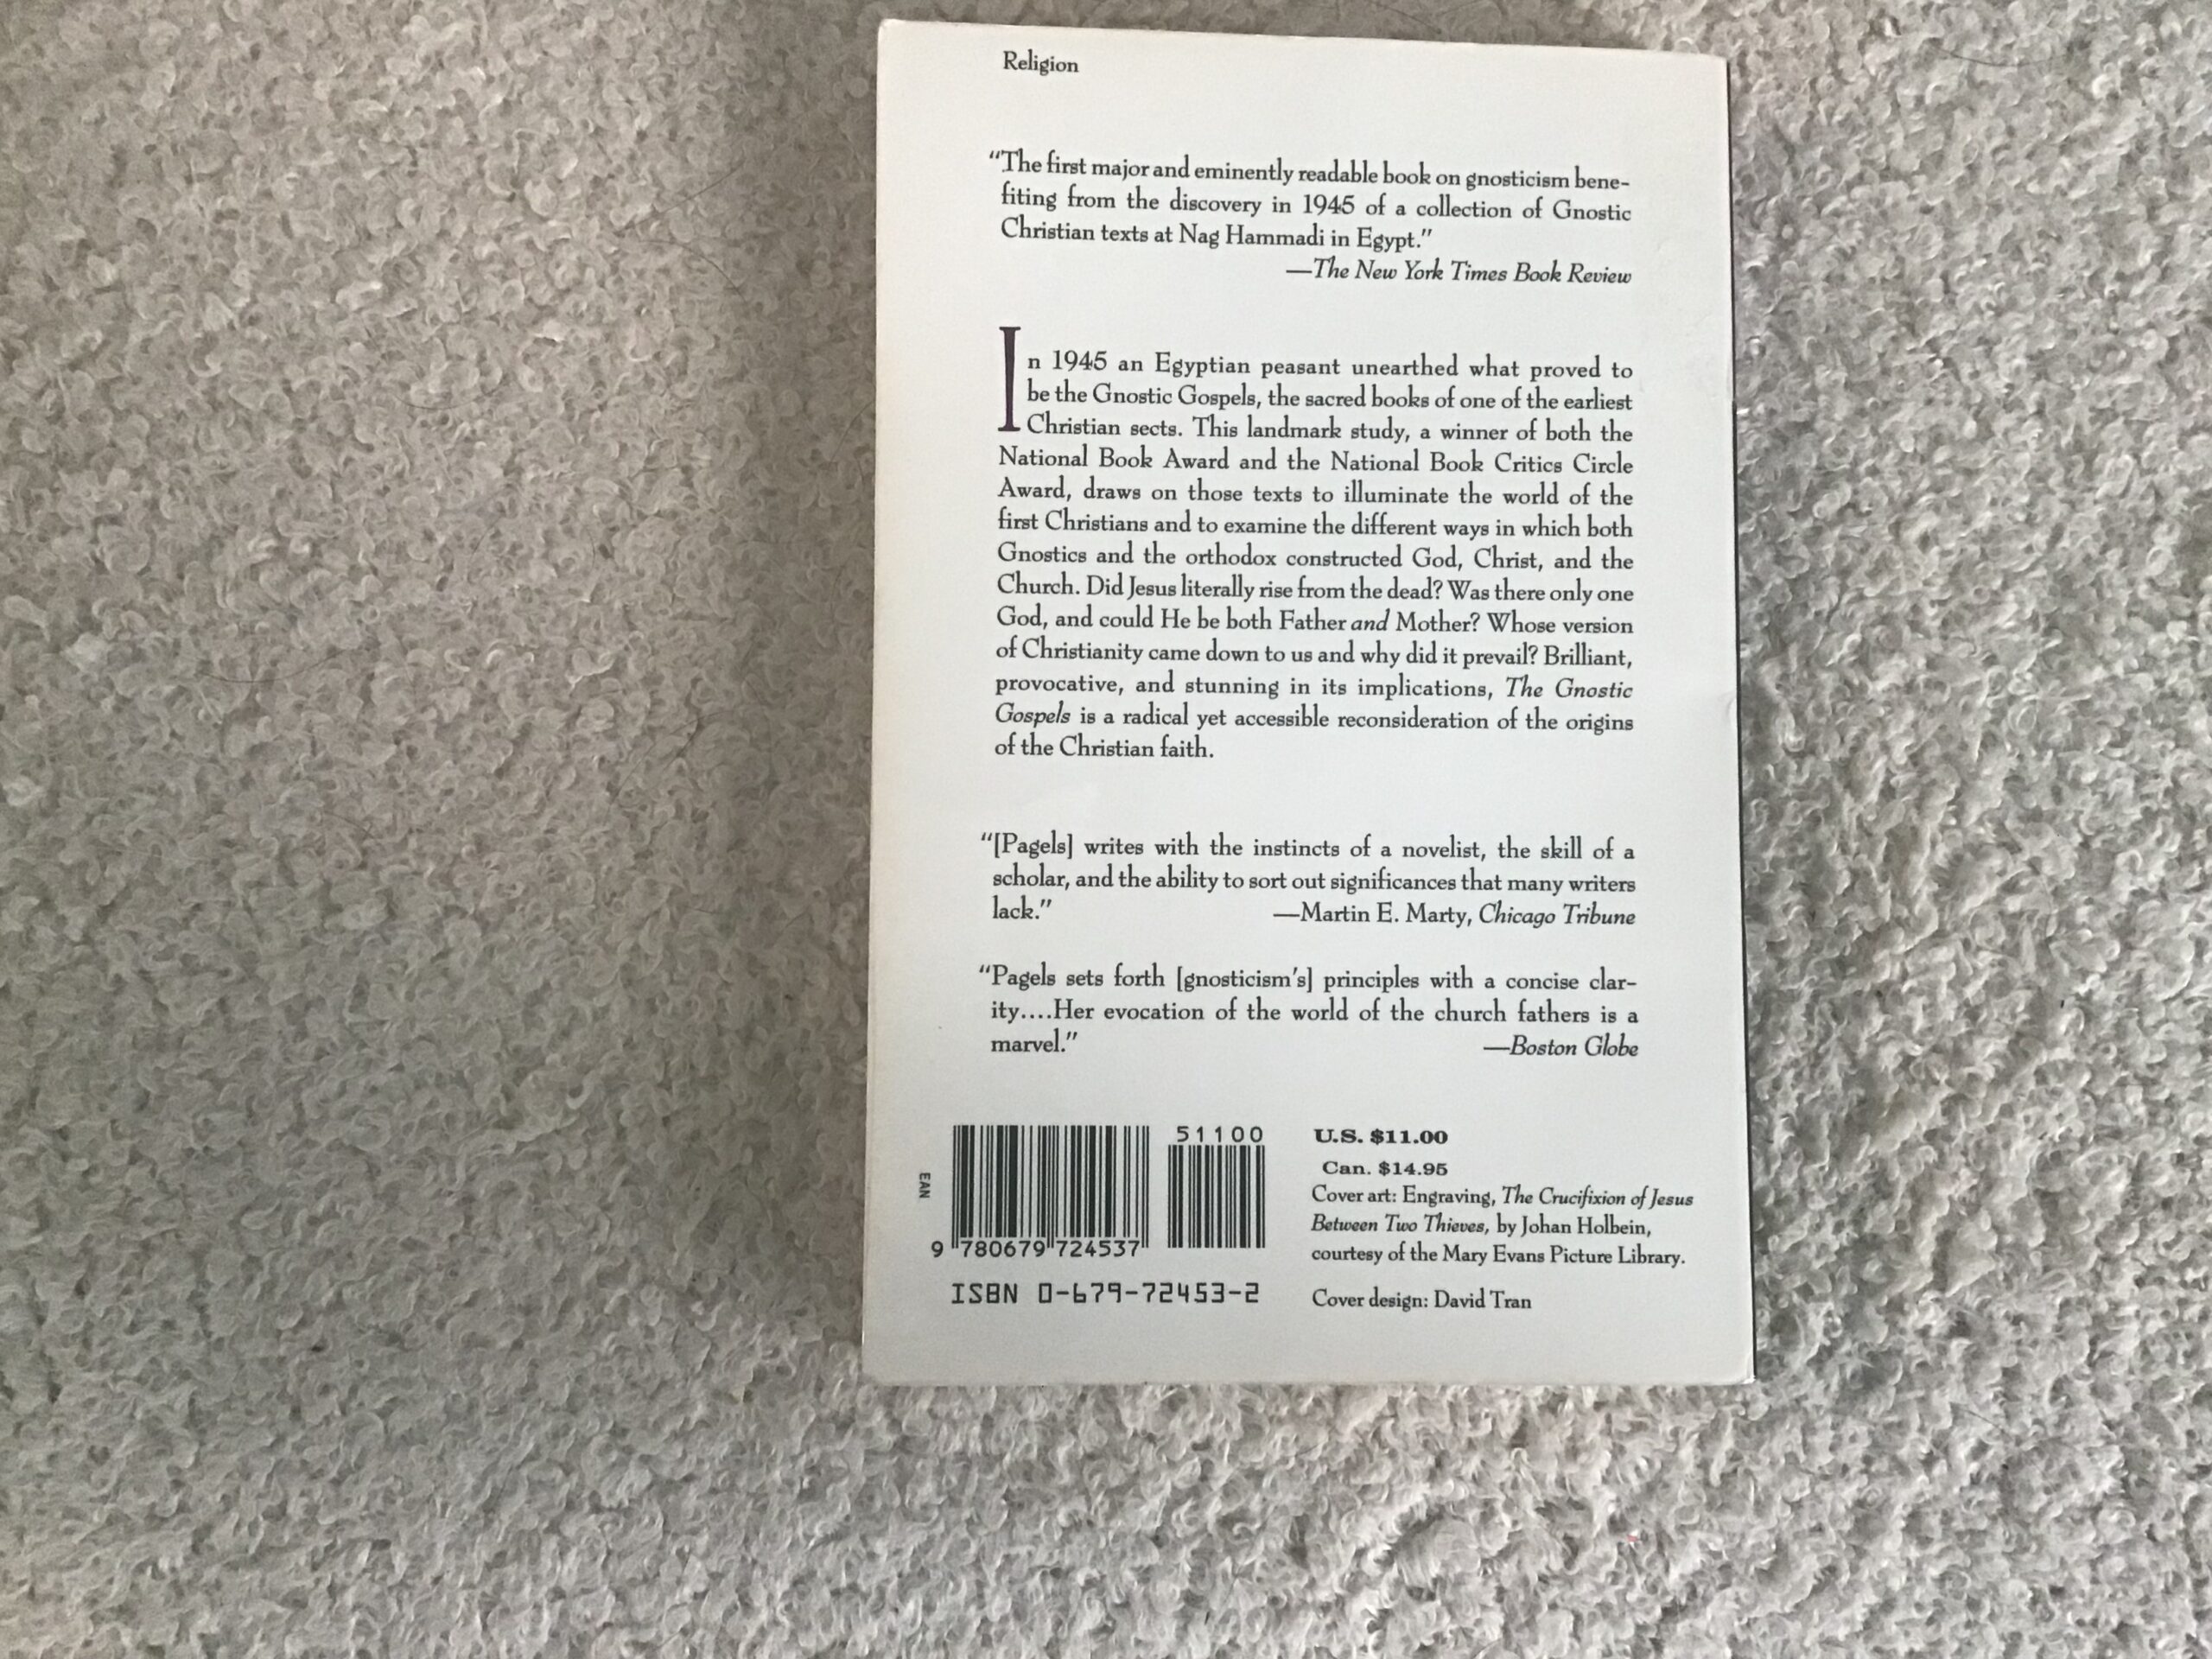 Religion
“The first major and eminently readable book on gnosticism bene-
fiting from the discovery in 1945 of a collection of Gnostic
Christian texts at Nag Hammadi in Egypt.”
—The New York Times Book Review
In 1945 an Egyptian peasant unearthed what proved to
be the Gnostic Gospels, the sacred books of one of the earliest
Christian sects. This landmark study, a winner of both the
National Book Award and the National Book Critics Circle
Award, draws on those texts to illuminate the world of the
first Christians and to examine the different ways in which both
Gnostics and the orthodox constructed God, Christ, and the
Church. Did Jesus literally rise from the dead? Was there only one
God, and could He be both Father and Mother? Whose version
of Christianity came down to us and why did it prevail? Brilliant,
provocative, and stunning in its implications, The Gnostic
Gospels is a radical yet accessible reconsideration of the origins
of the Christian faith.
“[Pagels] writes with the instincts of a novelist, the skill of a
scholar, and the ability to sort out significances that many writers
lack.” —Martin E. Marty, Chicago Tribune
“Pagels sets forth [gnosticism's] principles with a concise clar-
ity....Her evocation of the world of the church fathers is a
marvel.” —Boston Globe
EAN
9 780679 724537
51100
ISBN 0-679-72453-2
U.S. $11.00
Can. $14.95
Cover art: Engraving, The Crucifixion of Jesus
Between Two Thieves, by Johan Holbein,
courtesy of the Mary Evans Picture Library.
Cover design: David Tran